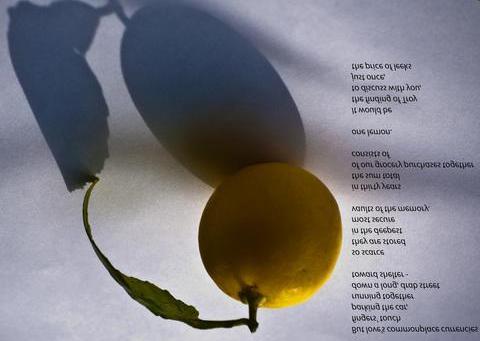 But love's commonplace currencies
fingers' touch
parking the car,
running together
down a long, drab street
toward shelter -
so scarce
they are stored
in the deepest
most secure
vaults of the memory.
in thirty years
the sum total
of our grocery purchases together
consists of
one lemon.
It would be
the finding of Troy
to discuss with you,
just once,
the price of leeks